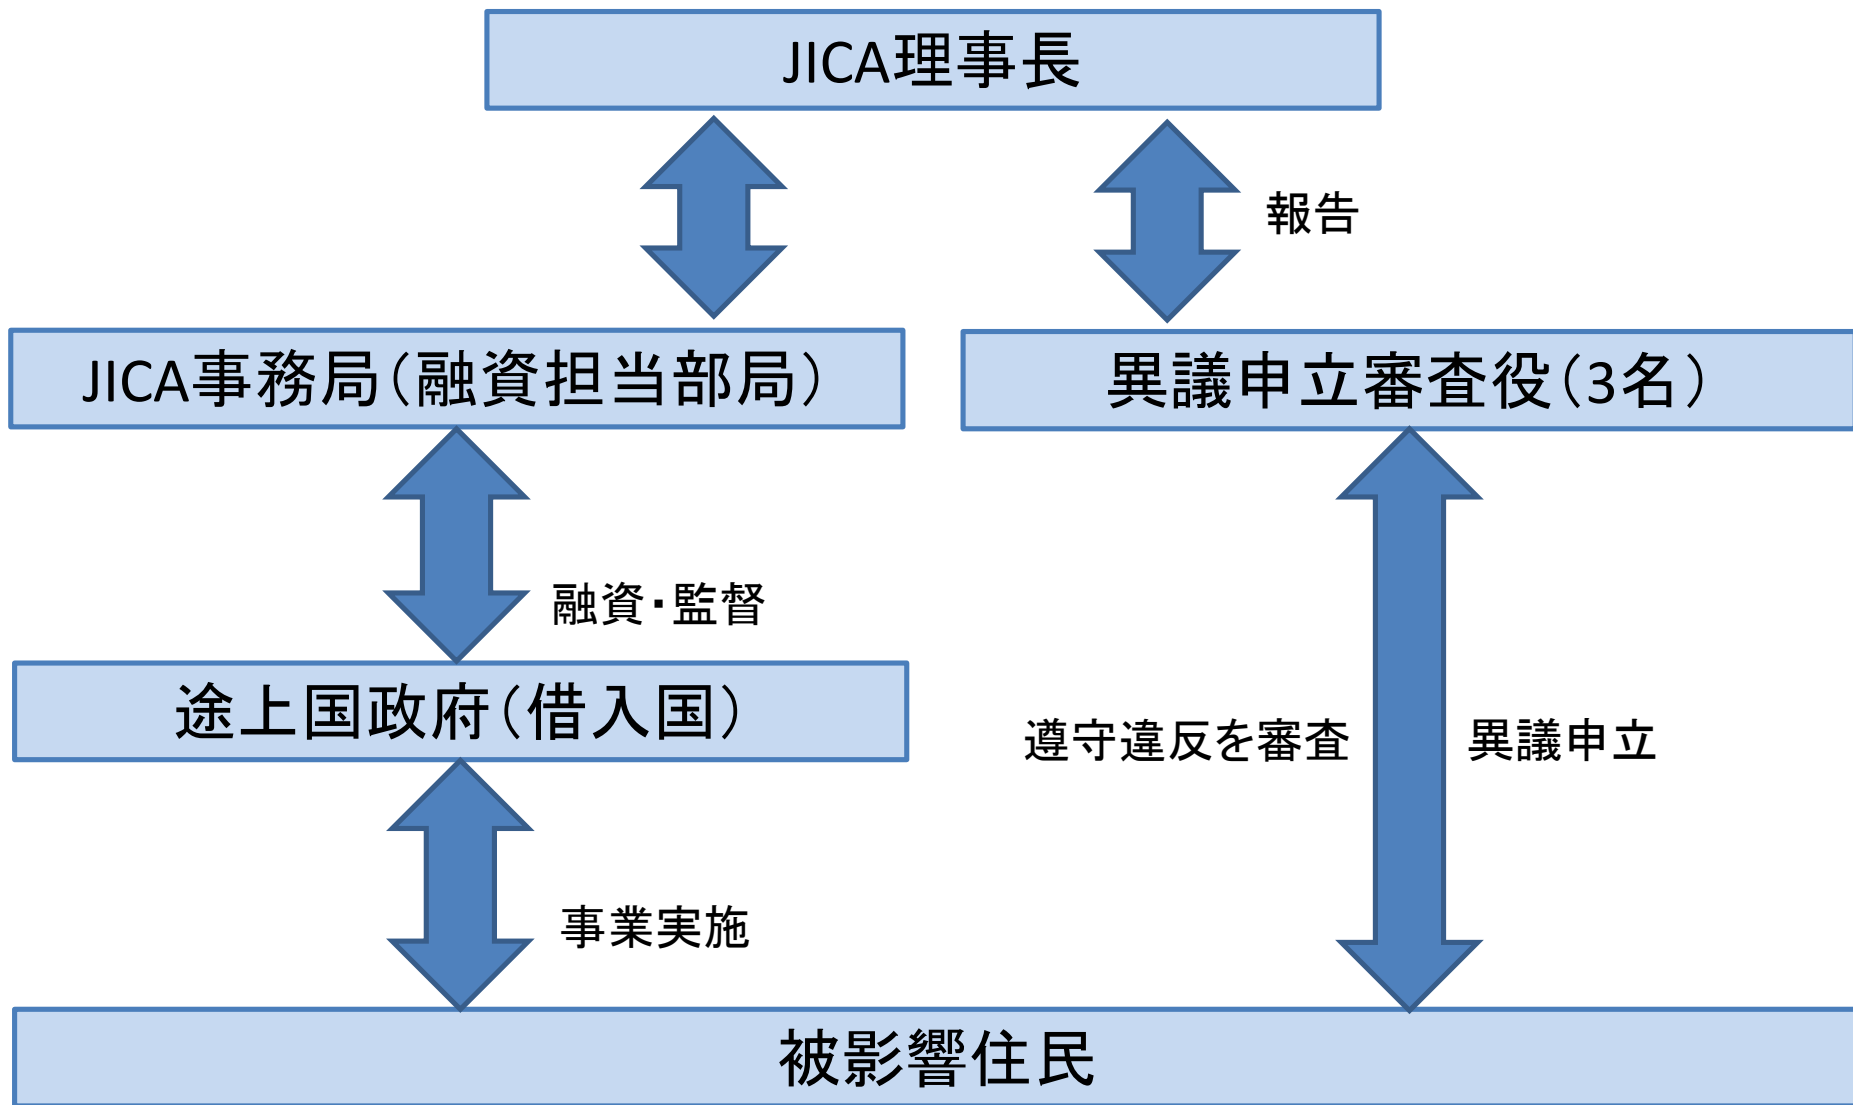 JICA理事長
報告
JICA事務局（融資担当部局）
異議申立審査役（3名）
融資・監督
途上国政府（借入国）
遵守違反を審査
異議申立
事業実施
被影響住民